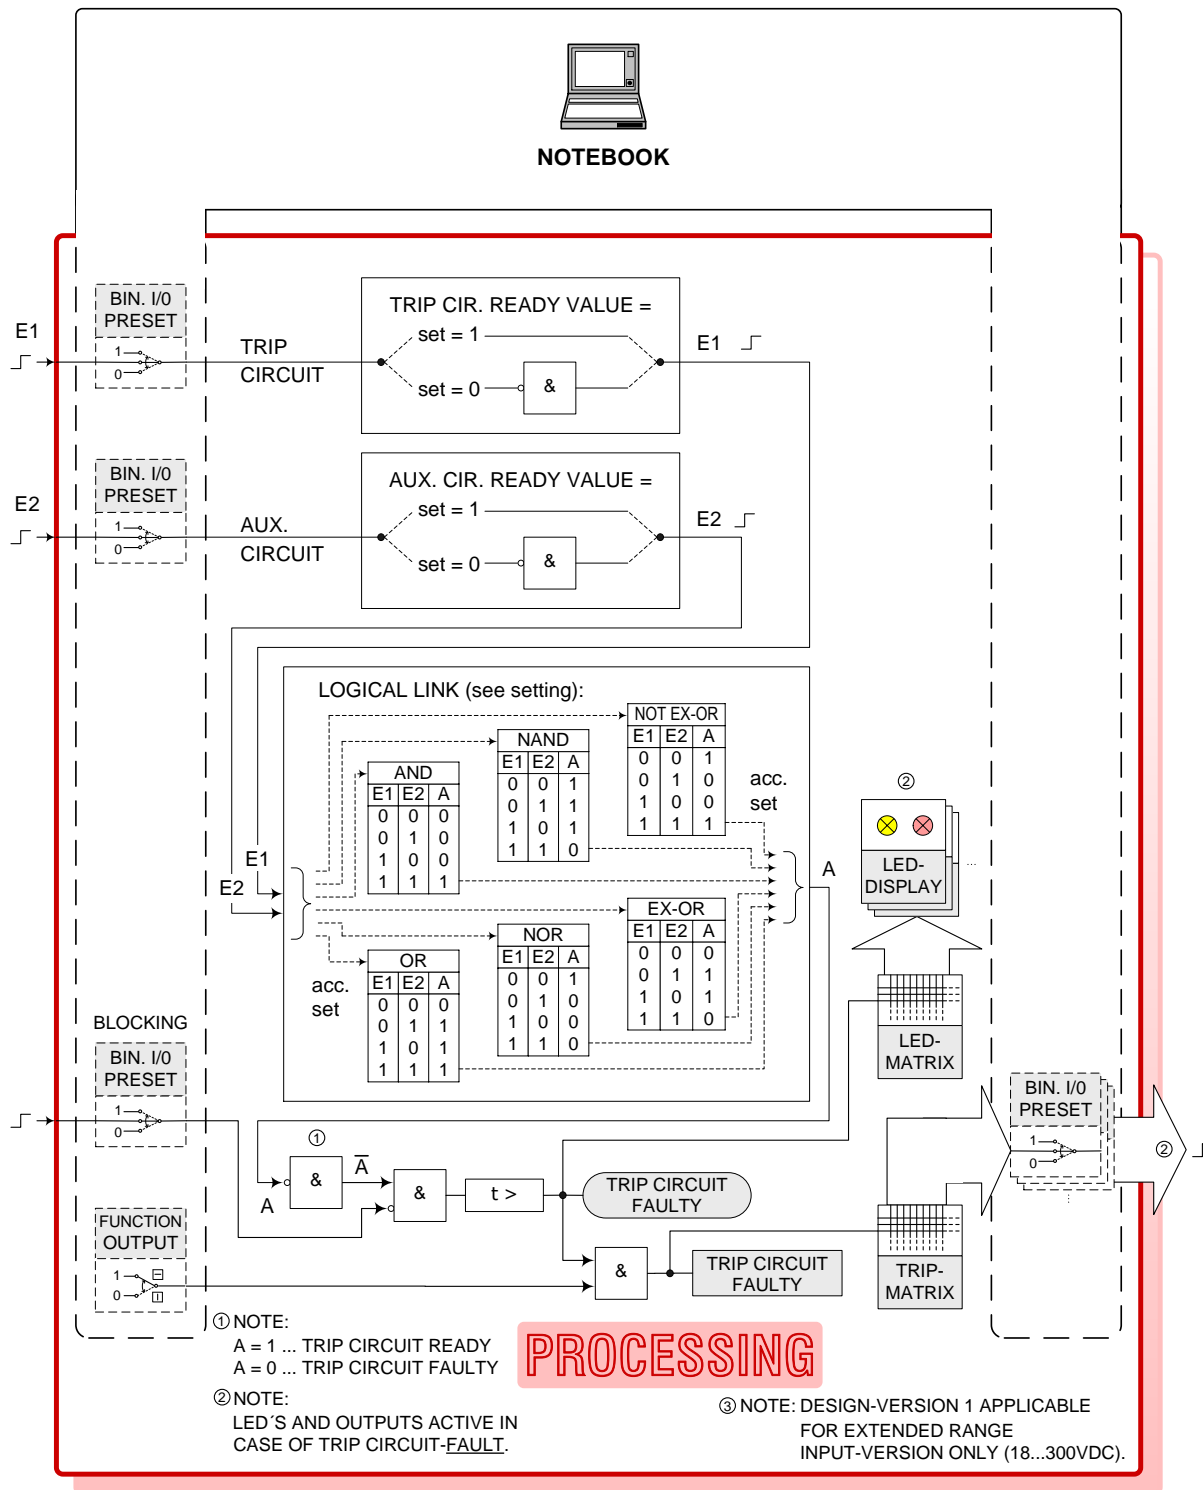 NOTEBOOK
BIN. I/0
PRESET
1
0
E1
TRIP
CIRCUIT
TRIP CIR. READY VALUE =
set = 1
set = 0
&
E1
BIN. I/0
PRESET
1
0
E2
AUX.
CIRCUIT
AUX. CIR. READY VALUE =
set = 1
set = 0
&
E2
LOGICAL LINK (see setting):
E1
E2
acc.
set
AND
E1 E2 A
0 0 0
0 1 0
1 0 0
1 1 1
NAND
E1 E2 A
0 0 1
0 1 1
1 0 1
1 1 0
NOT EX-OR
E1 E2 A
0 0 1
0 1 0
1 0 0
1 1 1
OR
E1 E2 A
0 0 0
0 1 1
1 0 1
1 1 1
NOR
E1 E2 A
0 0 1
0 1 0
1 0 0
1 1 0
EX-OR
E1 E2 A
0 0 0
0 1 1
1 0 1
1 1 0
acc.
set
A
②
LED-
DISPLAY
...
LED-
MATRIX
BLOCKING
BIN. I/0
PRESET
1
0
①
A
&
A̅
&
t >
TRIP CIRCUIT
FAULTY
BIN. I/0
PRESET
1
0
...
②
FUNCTION
OUTPUT
1
0
&
TRIP CIRCUIT
FAULTY
TRIP-
MATRIX
① NOTE:
A = 1 ... TRIP CIRCUIT READY
A = 0 ... TRIP CIRCUIT FAULTY
② NOTE:
LED´S AND OUTPUTS ACTIVE IN
CASE OF TRIP CIRCUIT-FAULT.
PROCESSING
③ NOTE: DESIGN-VERSION 1 APPLICABLE
FOR EXTENDED RANGE
INPUT-VERSION ONLY (18...300VDC).